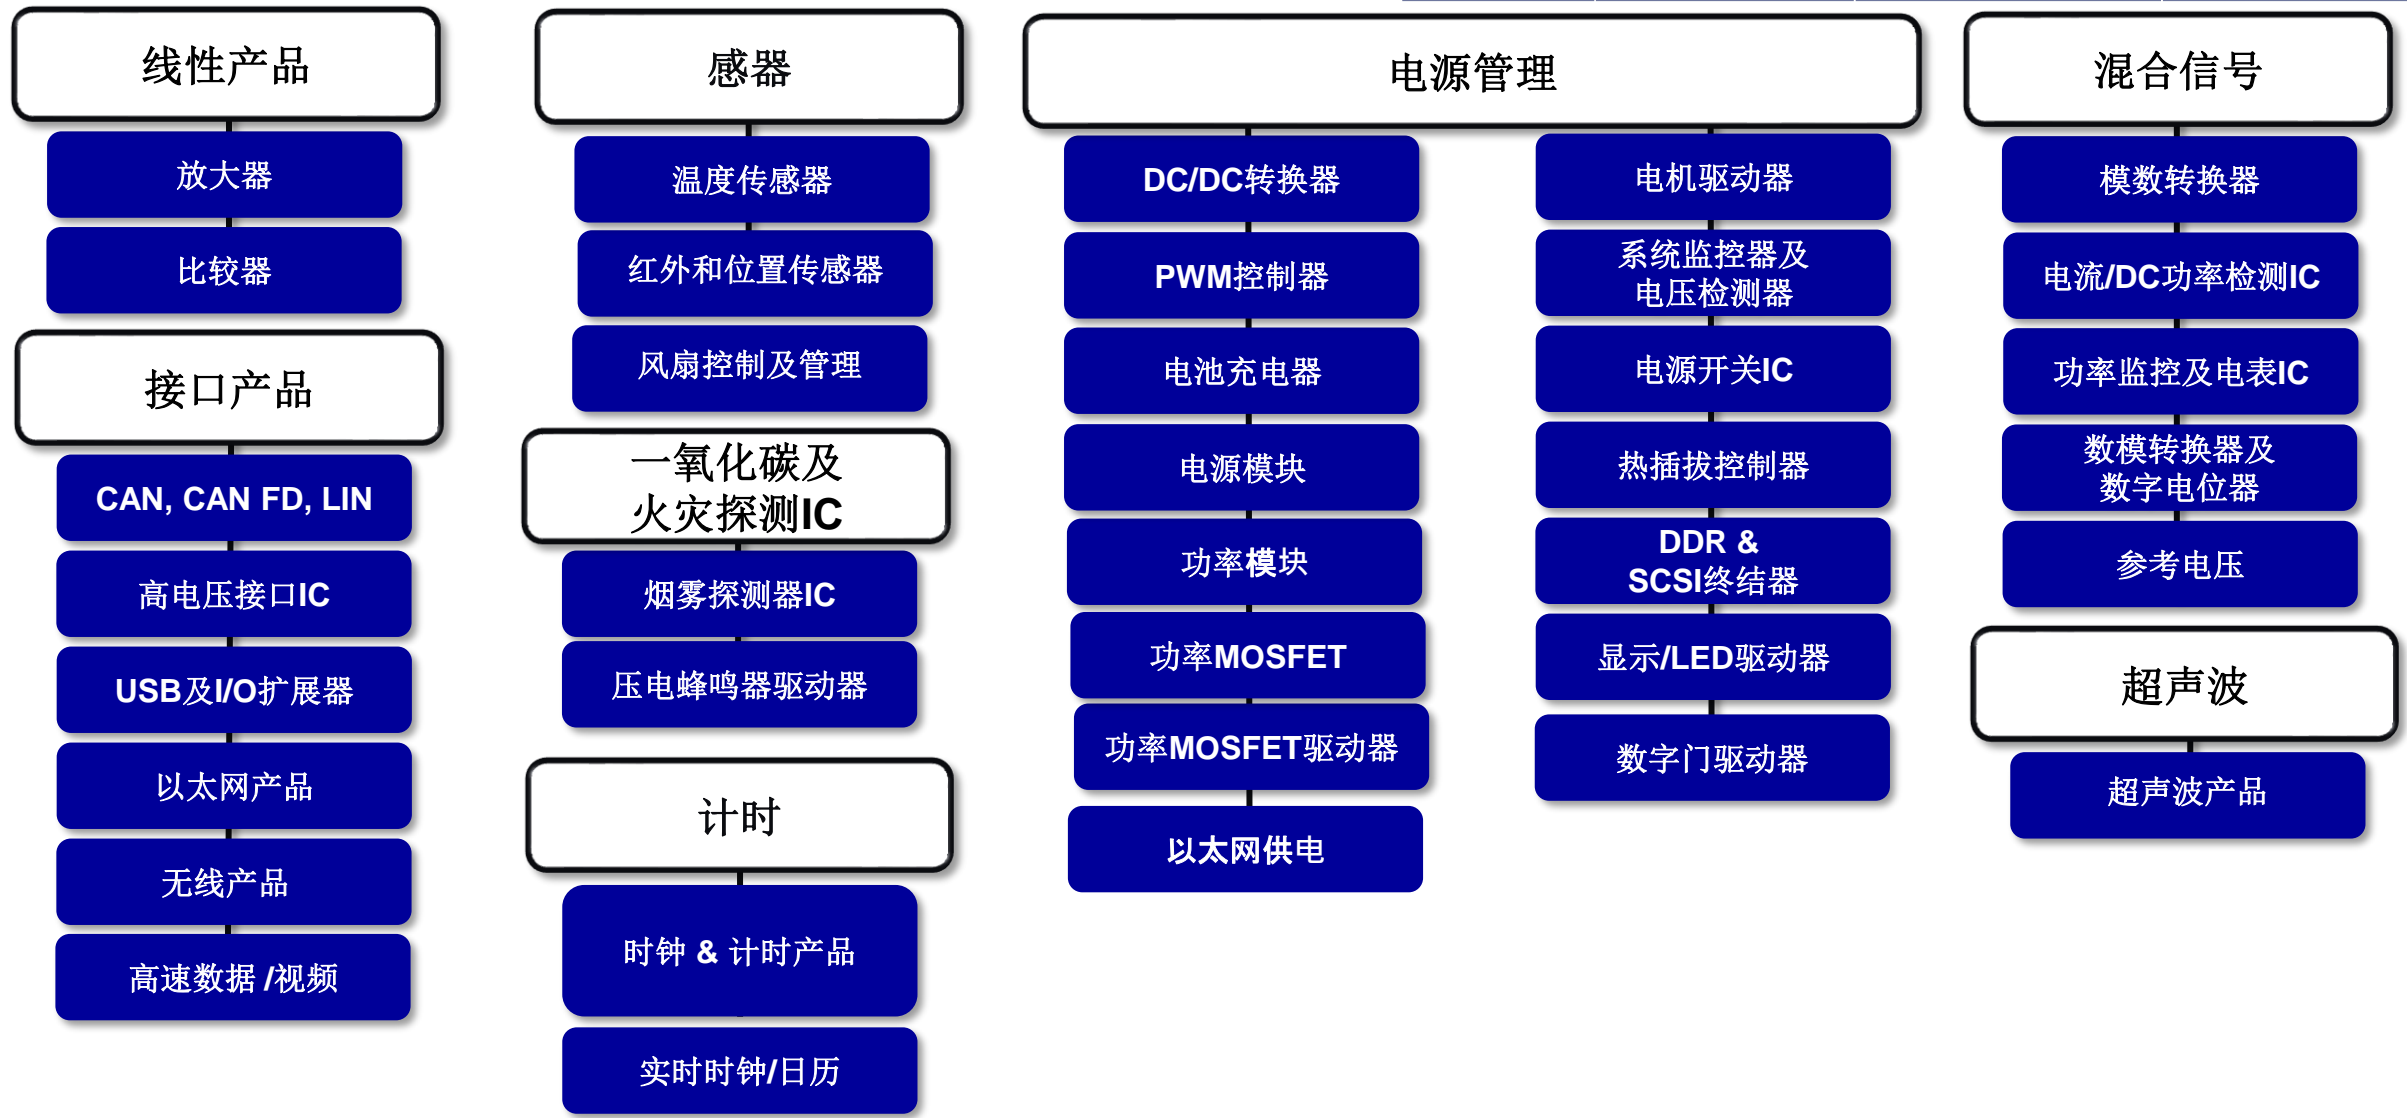 线性产品
放大器
比较器
接口产品
CAN, CAN FD, LIN
高电压接口IC
USB及I/O扩展器
以太网产品
无线产品
高速数据 /视频
感器
温度传感器
红外和位置传感器
风扇控制及管理
一氧化碳及
火灾探测IC
烟雾探测器IC
压电蜂鸣器驱动器
计时
时钟 & 计时产品
实时时钟/日历
电源管理
DC/DC转换器
PWM控制器
电池充电器
电源模块
功率模块
功率MOSFET
功率MOSFET驱动器
以太网供电
电机驱动器
系统监控器及
电压检测器
电源开关IC
热插拔控制器
DDR &
SCSI终结器
显示/LED驱动器
数字门驱动器
混合信号
模数转换器
电流/DC功率检测IC
功率监控及电表IC
数模转换器及
数字电位器
参考电压
超声波
超声波产品